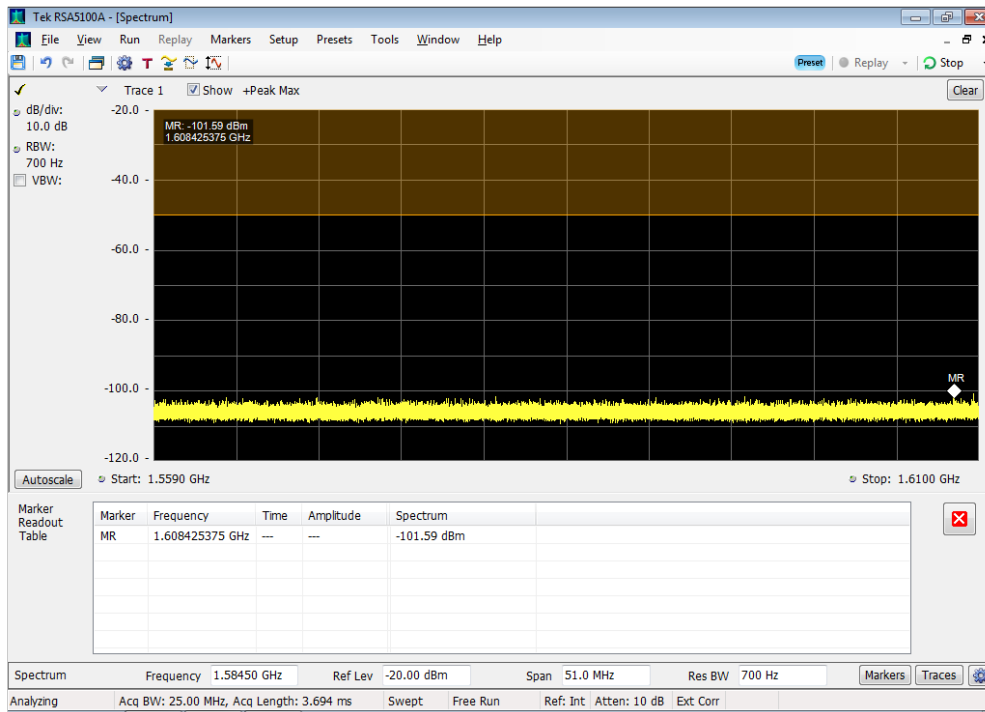 Tek RSA5100A - [Spectrum]
File View Run Replay Markers Setup Presets Tools Window Help
T Preset Replay Stop
Trace 1 Show +Peak Max Clear
dB/div:
10.0 dB
RBW:
700 Hz
VBW:
-20.0
MR: -101.59 dBm
1.608425375 GHz
-40.0
-60.0
-80.0
MR
-100.0
-120.0
Autoscale Start: 1.5590 GHz Stop: 1.6100 GHz
Marker
Readout
Table
Marker Frequency Time Amplitude Spectrum
MR 1.608425375 GHz --- --- -101.59 dBm
Spectrum Frequency 1.58450 GHz Ref Lev -20.00 dBm Span 51.0 MHz Res BW 700 Hz Markers Traces
Analyzing Acq BW: 25.00 MHz, Acq Length: 3.694 ms Swept Free Run Ref: Int Atten: 10 dB Ext Corr